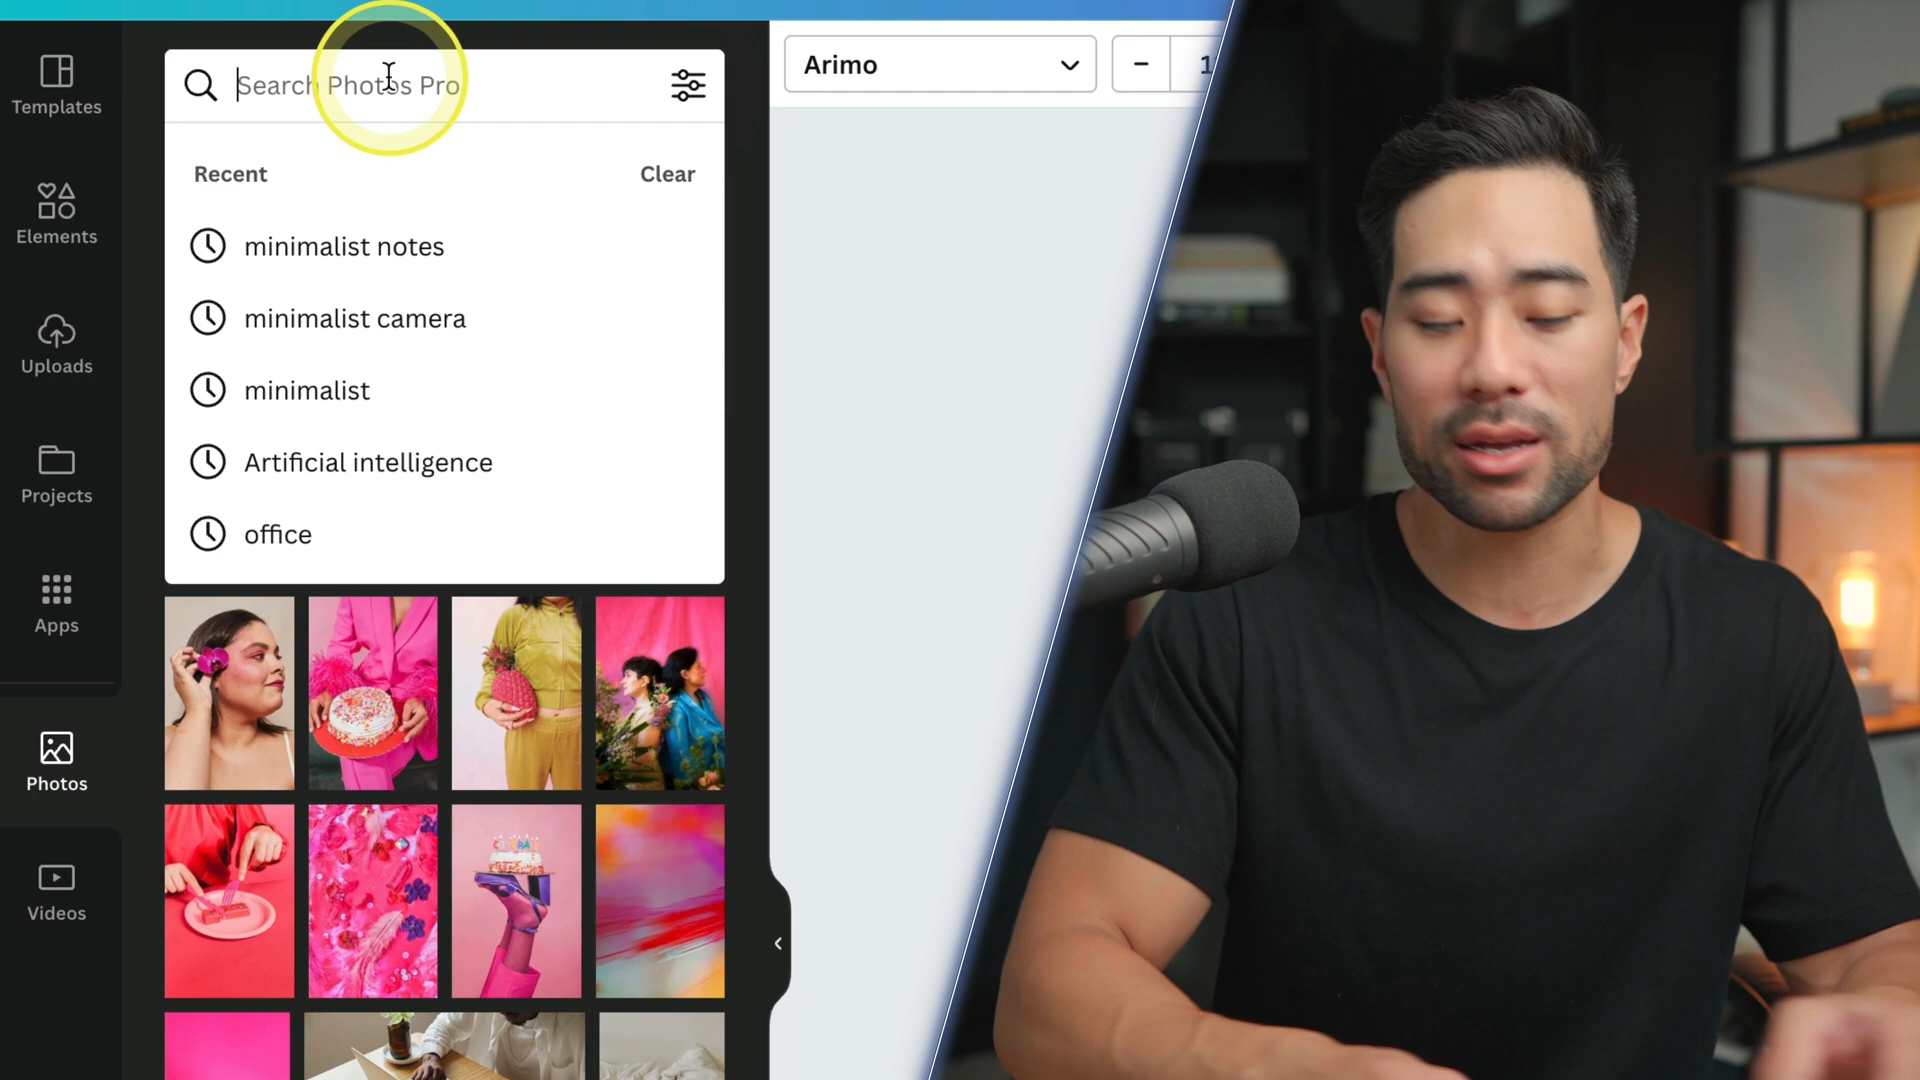 Templates
Elements
Uploads
Projects
Apps
Photos
Videos
Search Photos Pro
Recent
Clear
minimalist notes
minimalist camera
minimalist
Artificial intelligence
office
Arimo
− 1